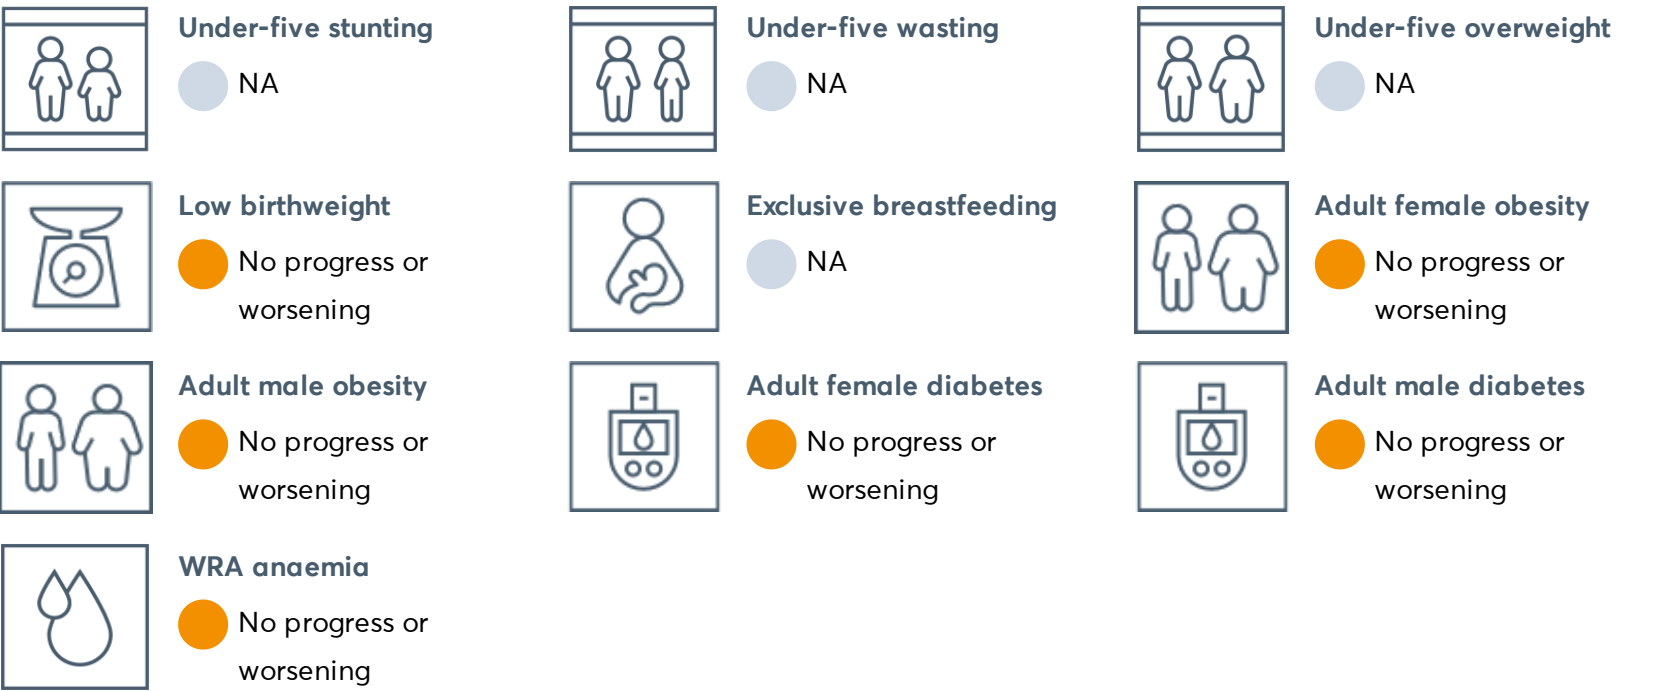 Under-five stunting
NA
Under-five wasting
NA
Under-five overweight
NA
Low birthweight
No progress or
worsening
Exclusive breastfeeding
NA
Adult female obesity
No progress or
worsening
Adult male obesity
No progress or
worsening
Adult female diabetes
No progress or
worsening
Adult male diabetes
No progress or
worsening
WRA anaemia
No progress or
worsening